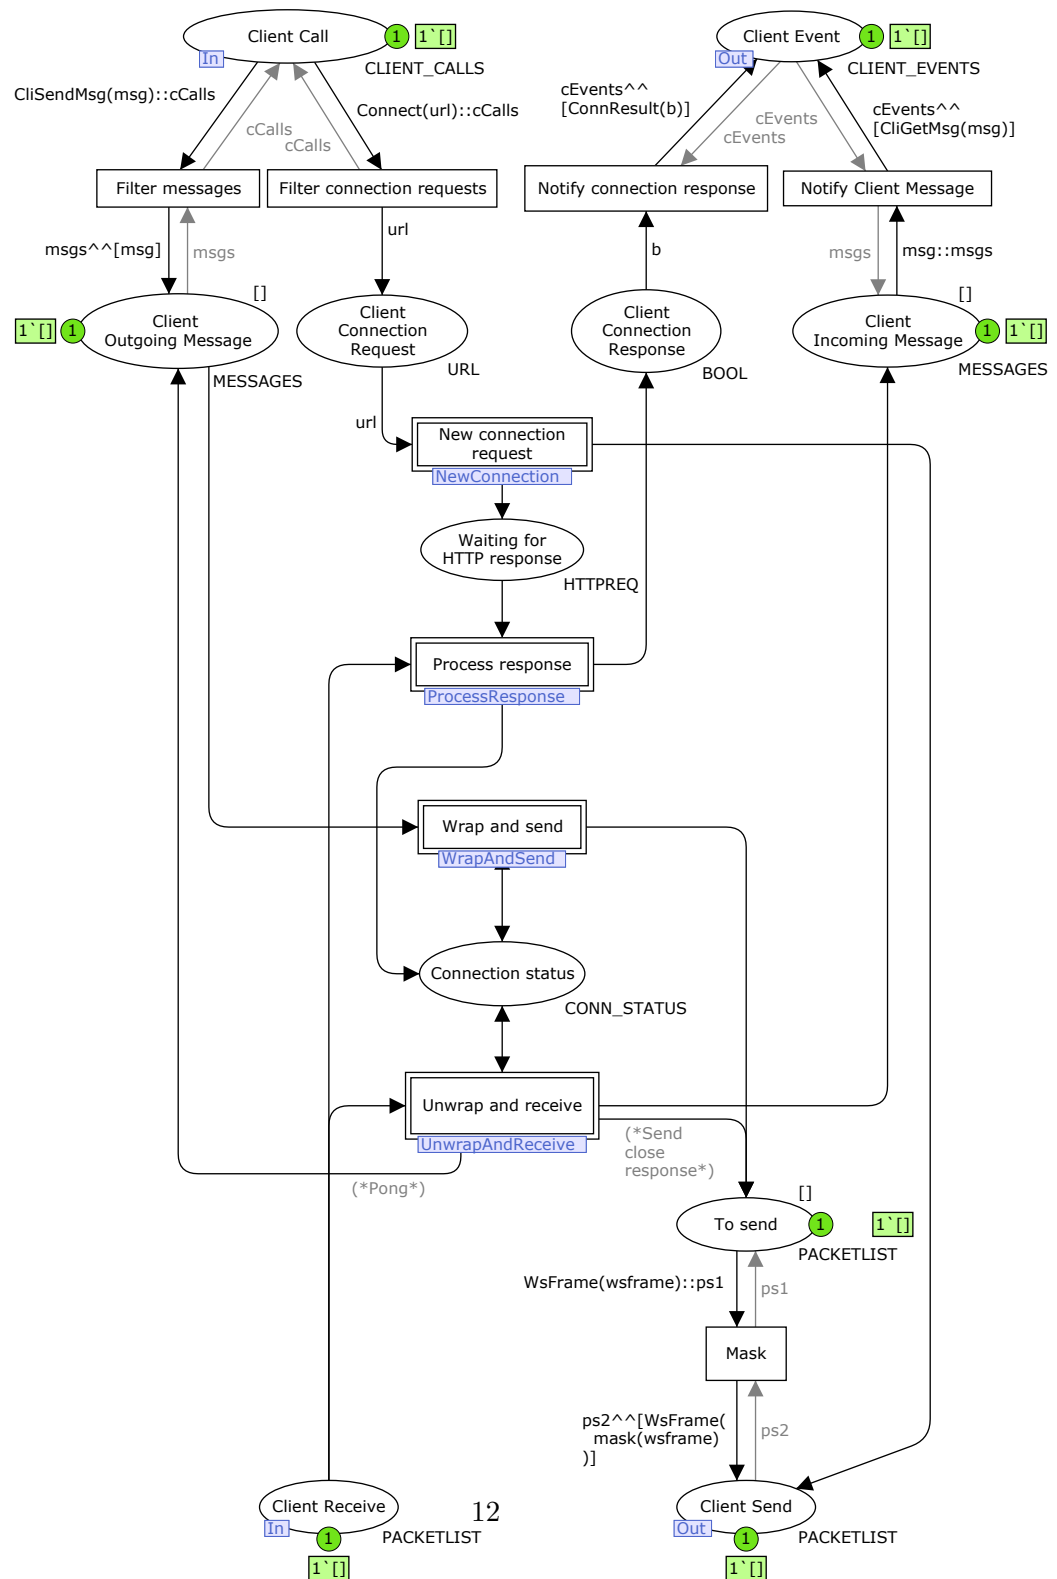 Client Call
1
1`[]
In
CLIENT_CALLS
Client Event
1
1`[]
Out
CLIENT_EVENTS
CliSendMsg(msg)::cCalls
cCalls
cCalls
Connect(url)::cCalls
cEvents^^
[ConnResult(b)]
cEvents
cEvents
cEvents^^
[CliGetMsg(msg)]
Filter messages
Filter connection requests
Notify connection response
Notify Client Message
msgs^^[msg]
msgs
url
b
msgs
msg::msgs
[]
Client
Outgoing Message
1`[]
1
MESSAGES
Client
Connection
Request
URL
Client
Connection
Response
BOOL
[]
Client
Incoming Message
1
1`[]
MESSAGES
url
New connection
request
NewConnection
Waiting for
HTTP response
HTTPREQ
Process response
ProcessResponse
Wrap and send
WrapAndSend
Connection status
CONN_STATUS
Unwrap and receive
UnwrapAndReceive
(*Pong*)
(*Send
close
response*)
[]
To send
1
1`[]
PACKETLIST
WsFrame(wsframe)::ps1
ps1
Mask
ps2^^[WsFrame(
mask(wsframe)
)]
ps2
Client Receive
In
PACKETLIST
1
1`[]
12
Client Send
Out
PACKETLIST
1
1`[]